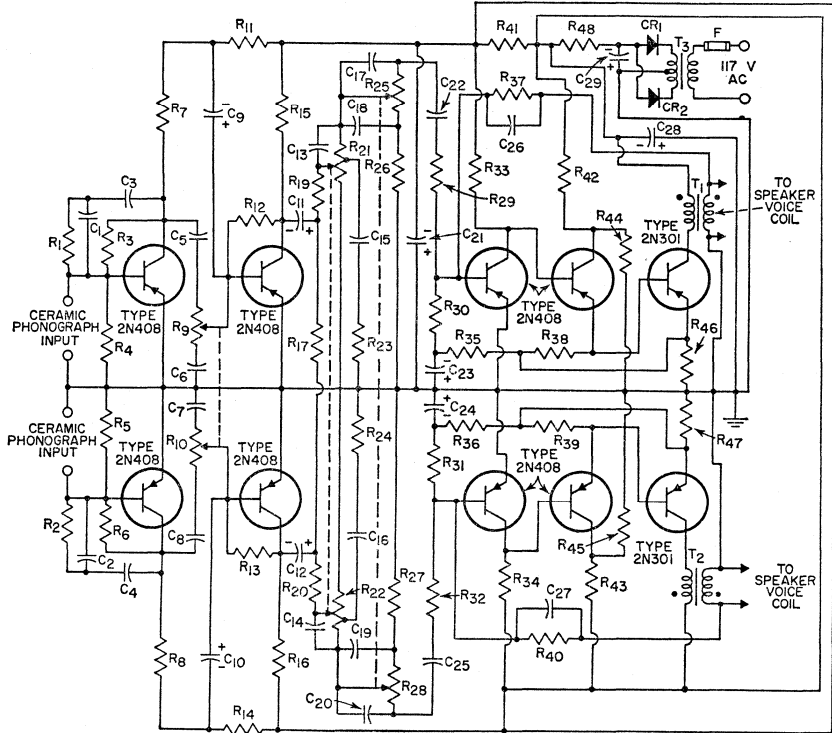 R11
R41
R48
CR1
T3
F
117 V
AC
CR2
C29
C17
R25
C22
R37
C18
C26
C28
R7
C9
R15
C13
R21
R26
R33
R42
R29
T1
TO
SPEAKER
VOICE
COIL
C3
R12
C11
R19
C21
R44
TYPE
2N301
R1
C1
R3
C5
C15
CERAMIC
PHONOGRAPH
INPUT
TYPE
2N408
R9
TYPE
2N408
R30
TYPE
2N408
R46
R4
R17
R23
R35
R38
C6
C23
CERAMIC
PHONOGRAPH
INPUT
R5
C7
R10
C24
R24
R36
R39
R47
TYPE
2N408
TYPE
2N408
R31
TYPE
2N408
R2
R6
C8
C16
R45
TYPE
2N301
C2
R13
C12
R20
R22
R27
R32
R34
R43
T2
TO
SPEAKER
VOICE
COIL
C4
C14
C27
R8
C10
R16
C19
R28
C25
R40
R14
C20